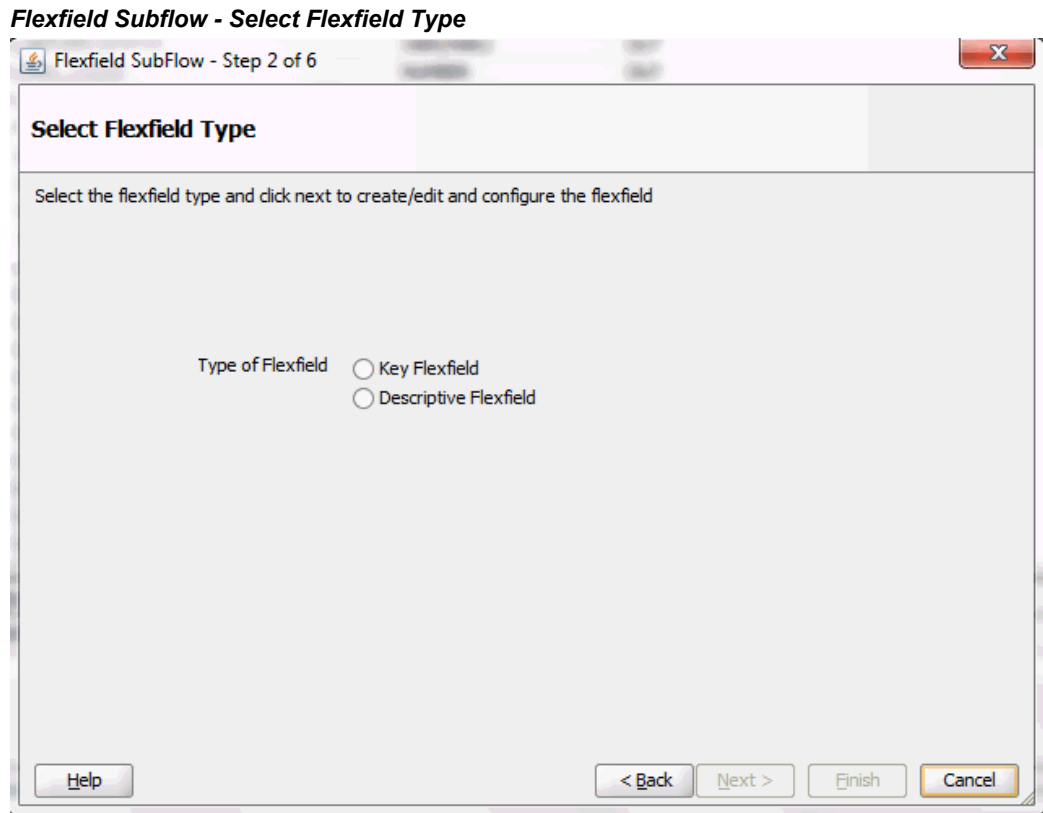 Flexfield Subflow - Select Flexfield Type
Flexfield SubFlow - Step 2 of 6
Select Flexfield Type
Select the flexfield type and click next to create/edit and configure the flexfield
Type of Flexfield
Key Flexfield
Descriptive Flexfield
Help
< Back
Next >
Finish
Cancel